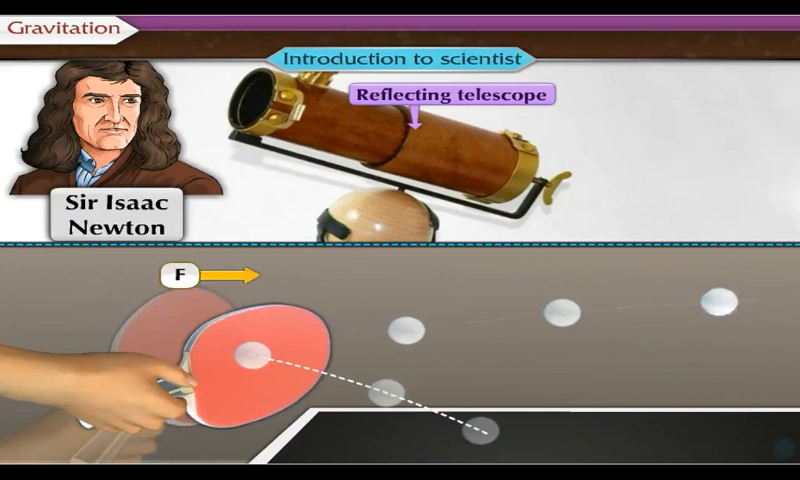 Gravitation
Introduction to scientist
Reflecting telescope
Sir Isaac
Newton
F